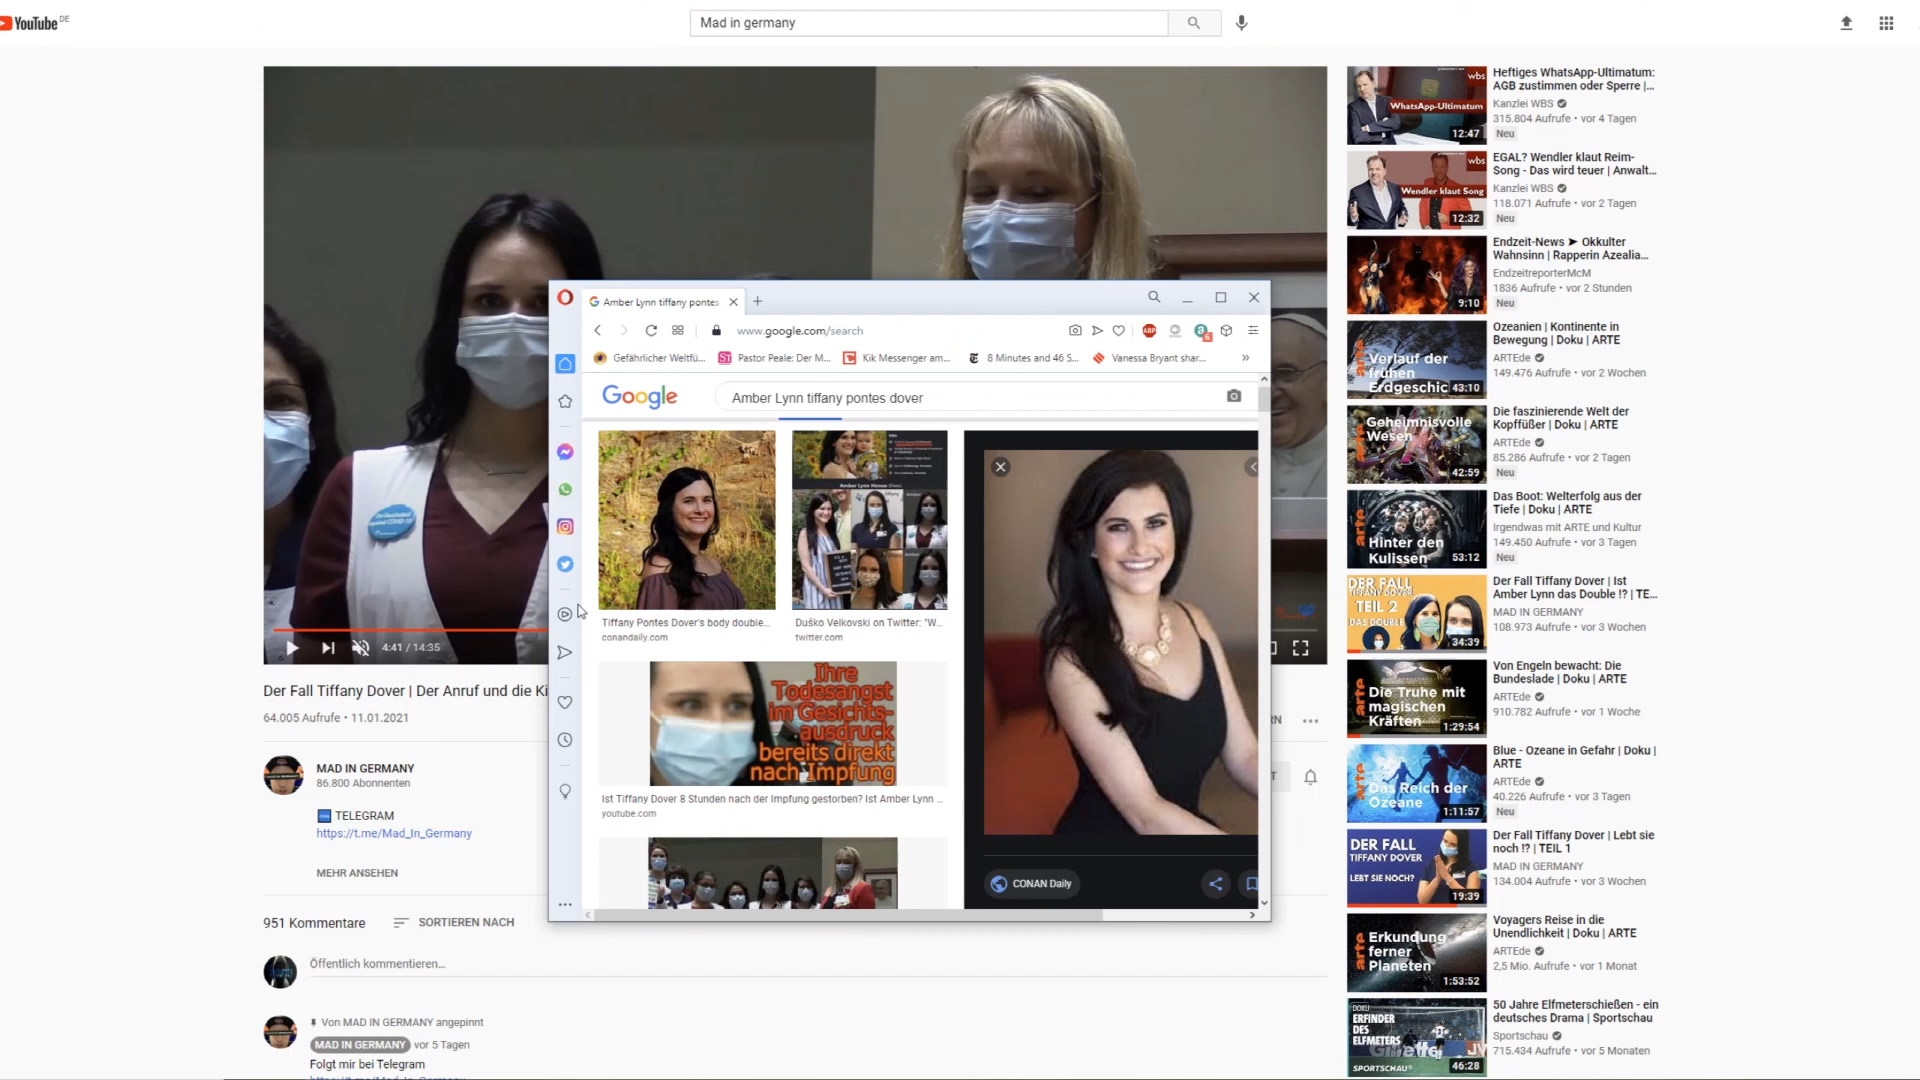 YouTube DE
Mad in germany
4:41 / 14:35
Der Fall Tiffany Dover | Der Anruf und die Ki
64.005 Aufrufe • 11.01.2021
MAD IN GERMANY
86.800 Abonnenten
TELEGRAM
https://t.me/Mad_In_Germany
MEHR ANSEHEN
951 Kommentare
SORTIEREN NACH
Öffentlich kommentieren...
Von MAD IN GERMANY angepinnt
MAD IN GERMANY vor 5 Tagen
Folgt mir bei Telegram
Amber Lynn tiffany pontes
www.google.com/search
Gefährlicher Weltfü...
Pastor Peale: Der M...
Kik Messenger am...
8 Minutes and 46 S...
Vanessa Bryant shar...
Google
Amber Lynn tiffany pontes dover
Tiffany Pontes Dover's body double...
conandaily.com
Duško Velkovski on Twitter: "W...
twitter.com
Ihre
Todesangst
im Gesichts-
ausdruck
bereits direkt
nach Impfung
Ist Tiffany Dover 8 Stunden nach der Impfung gestorben? Ist Amber Lynn ...
youtube.com
CONAN Daily
wbs
WhatsApp-Ultimatum
12:47
Heftiges WhatsApp-Ultimatum:
AGB zustimmen oder Sperre |...
Kanzlei WBS
315.804 Aufrufe • vor 4 Tagen
Neu
wbs
Wendler klaut Song
12:32
EGAL? Wendler klaut Reim-
Song - Das wird teuer | Anwalt...
Kanzlei WBS
118.071 Aufrufe • vor 2 Tagen
Neu
9:10
Endzeit-News ➤ Okkulter
Wahnsinn | Rapperin Azealia...
EndzeitreporterMcM
1836 Aufrufe • vor 2 Stunden
Neu
arte
Verlauf der
frühen
Erdgeschic
43:10
Ozeanien | Kontinente in
Bewegung | Doku | ARTE
ARTEde
149.476 Aufrufe • vor 2 Wochen
arte
Geheimnisvolle
Wesen
42:59
Die faszinierende Welt der
Kopffüßer | Doku | ARTE
ARTEde
85.286 Aufrufe • vor 2 Tagen
Neu
arte
Hinter den
Kulissen
53:12
Das Boot: Welterfolg aus der
Tiefe | Doku | ARTE
Irgendwas mit ARTE und Kultur
149.450 Aufrufe • vor 3 Tagen
Neu
DER FALL
TIFFANY DOVER
TEIL 2
DAS DOUBLE
34:39
Der Fall Tiffany Dover | Ist
Amber Lynn das Double !? | TE...
MAD IN GERMANY
108.973 Aufrufe • vor 3 Wochen
arte
Die Truhe mit
magischen
Kräften
1:29:54
Von Engeln bewacht: Die
Bundeslade | Doku | ARTE
ARTEde
910.782 Aufrufe • vor 1 Woche
arte
Das Reich der
Ozeane
1:11:57
Blue - Ozeane in Gefahr | Doku |
ARTE
ARTEde
40.226 Aufrufe • vor 3 Tagen
Neu
DER FALL
TIFFANY DOVER
LEBT SIE NOCH?
19:39
Der Fall Tiffany Dover | Lebt sie
noch !? | TEIL 1
MAD IN GERMANY
134.004 Aufrufe • vor 3 Wochen
arte
Erkundung
ferner
Planeten
1:53:52
Voyagers Reise in die
Unendlichkeit | Doku | ARTE
ARTEde
2,5 Mio. Aufrufe • vor 1 Monat
DOKU
ERFINDER
DES
ELFMETERS
SPORTSCHAU
Gillette
46:28
50 Jahre Elfmeterschießen - ein
deutsches Drama | Sportschau
Sportschau
715.434 Aufrufe • vor 5 Monaten